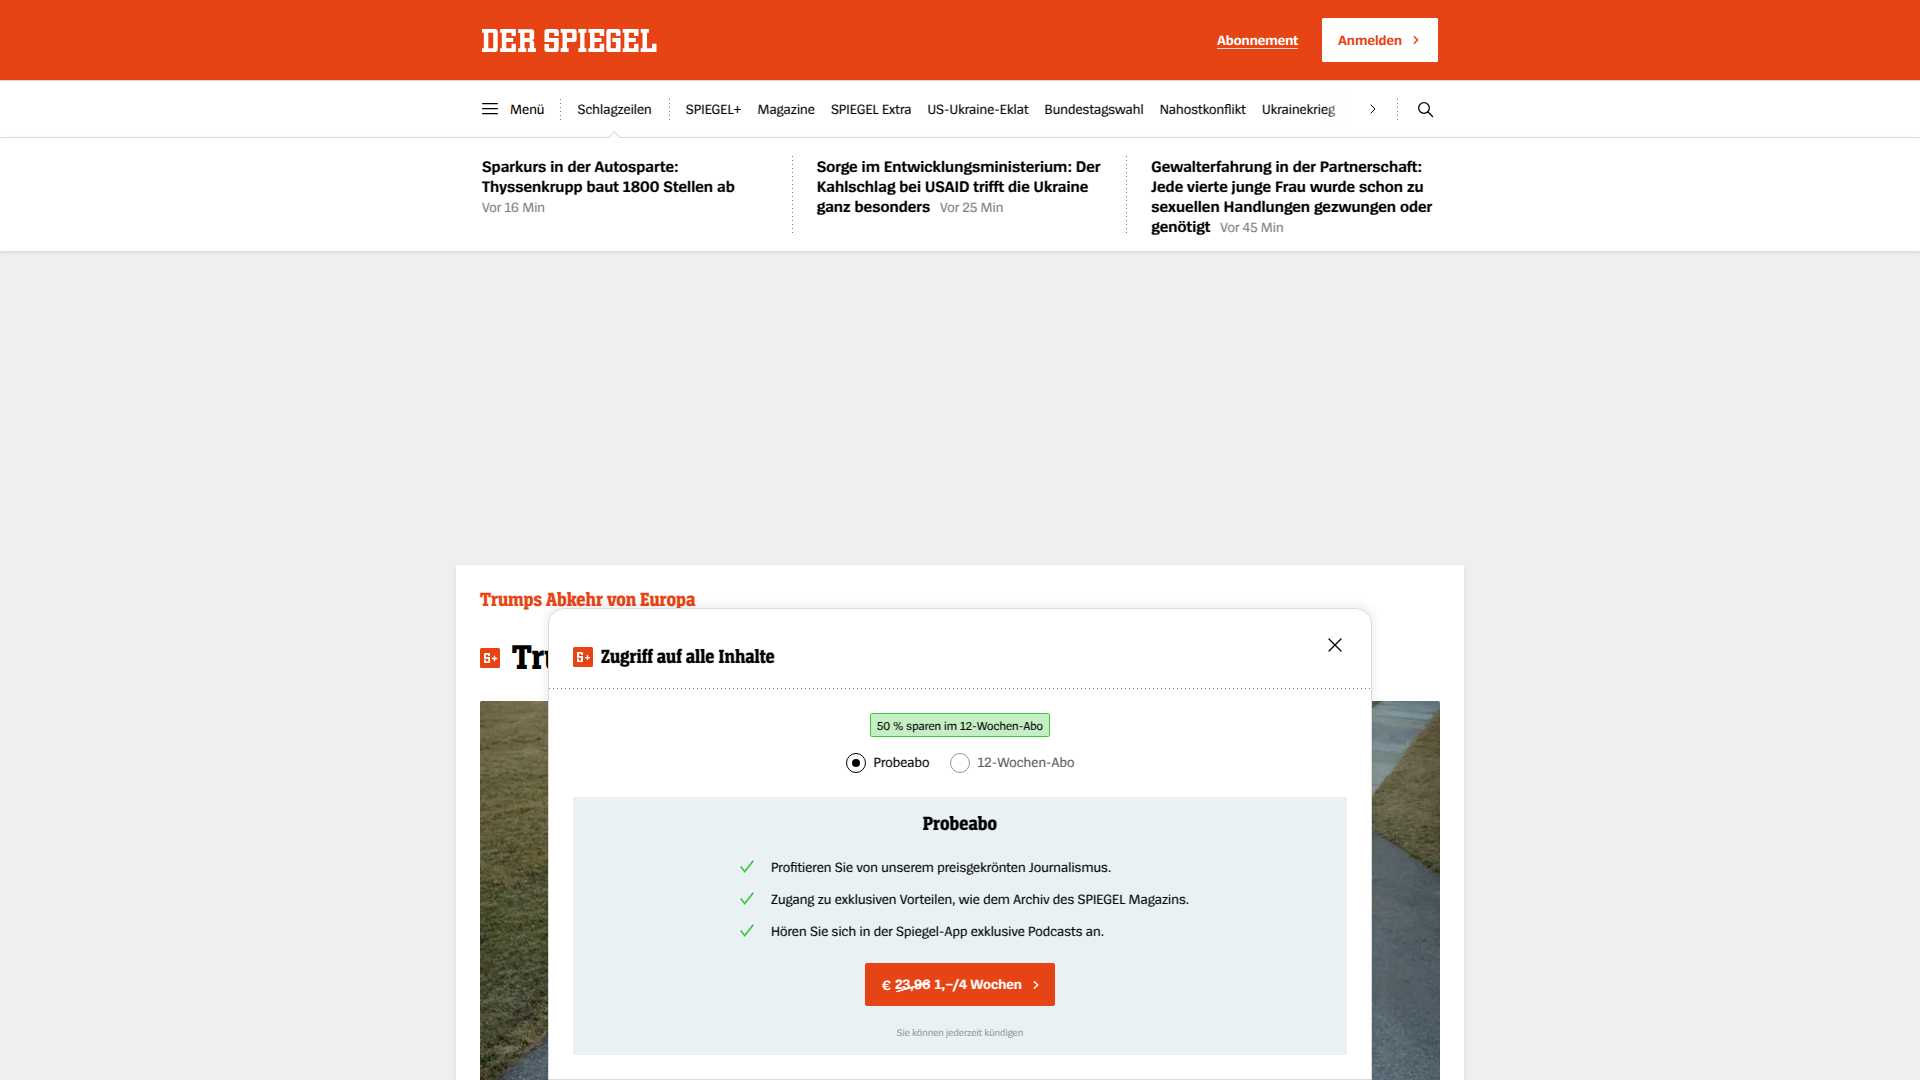 DER SPIEGEL
Abonnement
Anmelden
Menü
Schlagzeilen
SPIEGEL+
Magazine
SPIEGEL Extra
US-Ukraine-Eklat
Bundestagswahl
Nahostkonflikt
Ukrainekrieg
Sparkurs in der Autosparte:
Thyssenkrupp baut 1800 Stellen ab
Vor 16 Min
Sorge im Entwicklungsministerium: Der
Kahlschlag bei USAID trifft die Ukraine
ganz besonders Vor 25 Min
Gewalterfahrung in der Partnerschaft:
Jede vierte junge Frau wurde schon zu
sexuellen Handlungen gezwungen oder
genötigt Vor 45 Min
Trumps Abkehr von Europa
S+ Zugriff auf alle Inhalte
50 % sparen im 12-Wochen-Abo
Probeabo
12-Wochen-Abo
Probeabo
Profitieren Sie von unserem preisgekrönten Journalismus.
Zugang zu exklusiven Vorteilen, wie dem Archiv des SPIEGEL Magazins.
Hören Sie sich in der Spiegel-App exklusive Podcasts an.
€ 23,96 1,–/4 Wochen
Sie können jederzeit kündigen